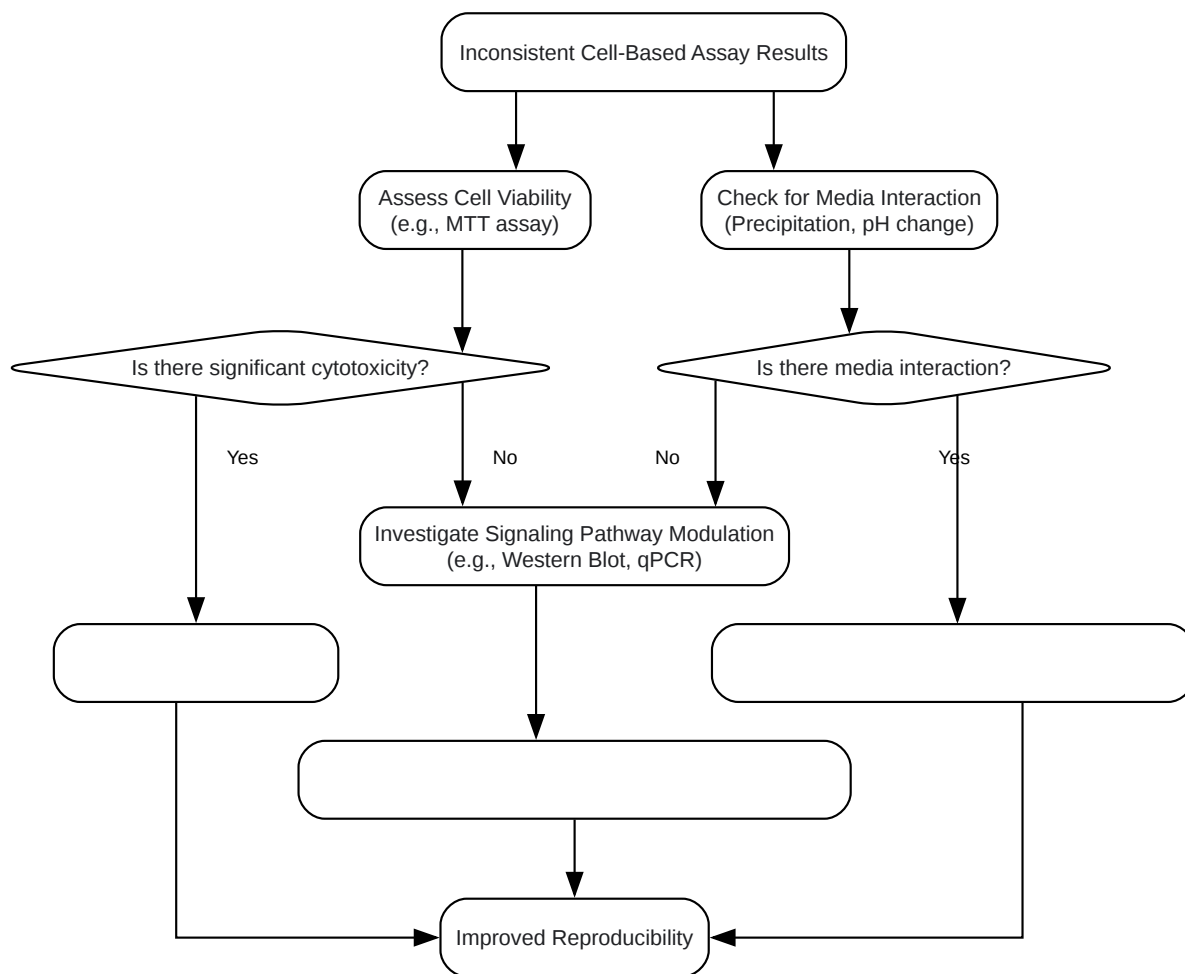 Inconsistent Cell-Based Assay Results
Assess Cell Viability
(e.g., MTT assay)
Check for Media Interaction
(Precipitation, pH change)
Is there significant cytotoxicity?
Is there media interaction?
Yes
No
No
Yes
Investigate Signaling Pathway Modulation
(e.g., Western Blot, qPCR)
Improved Reproducibility